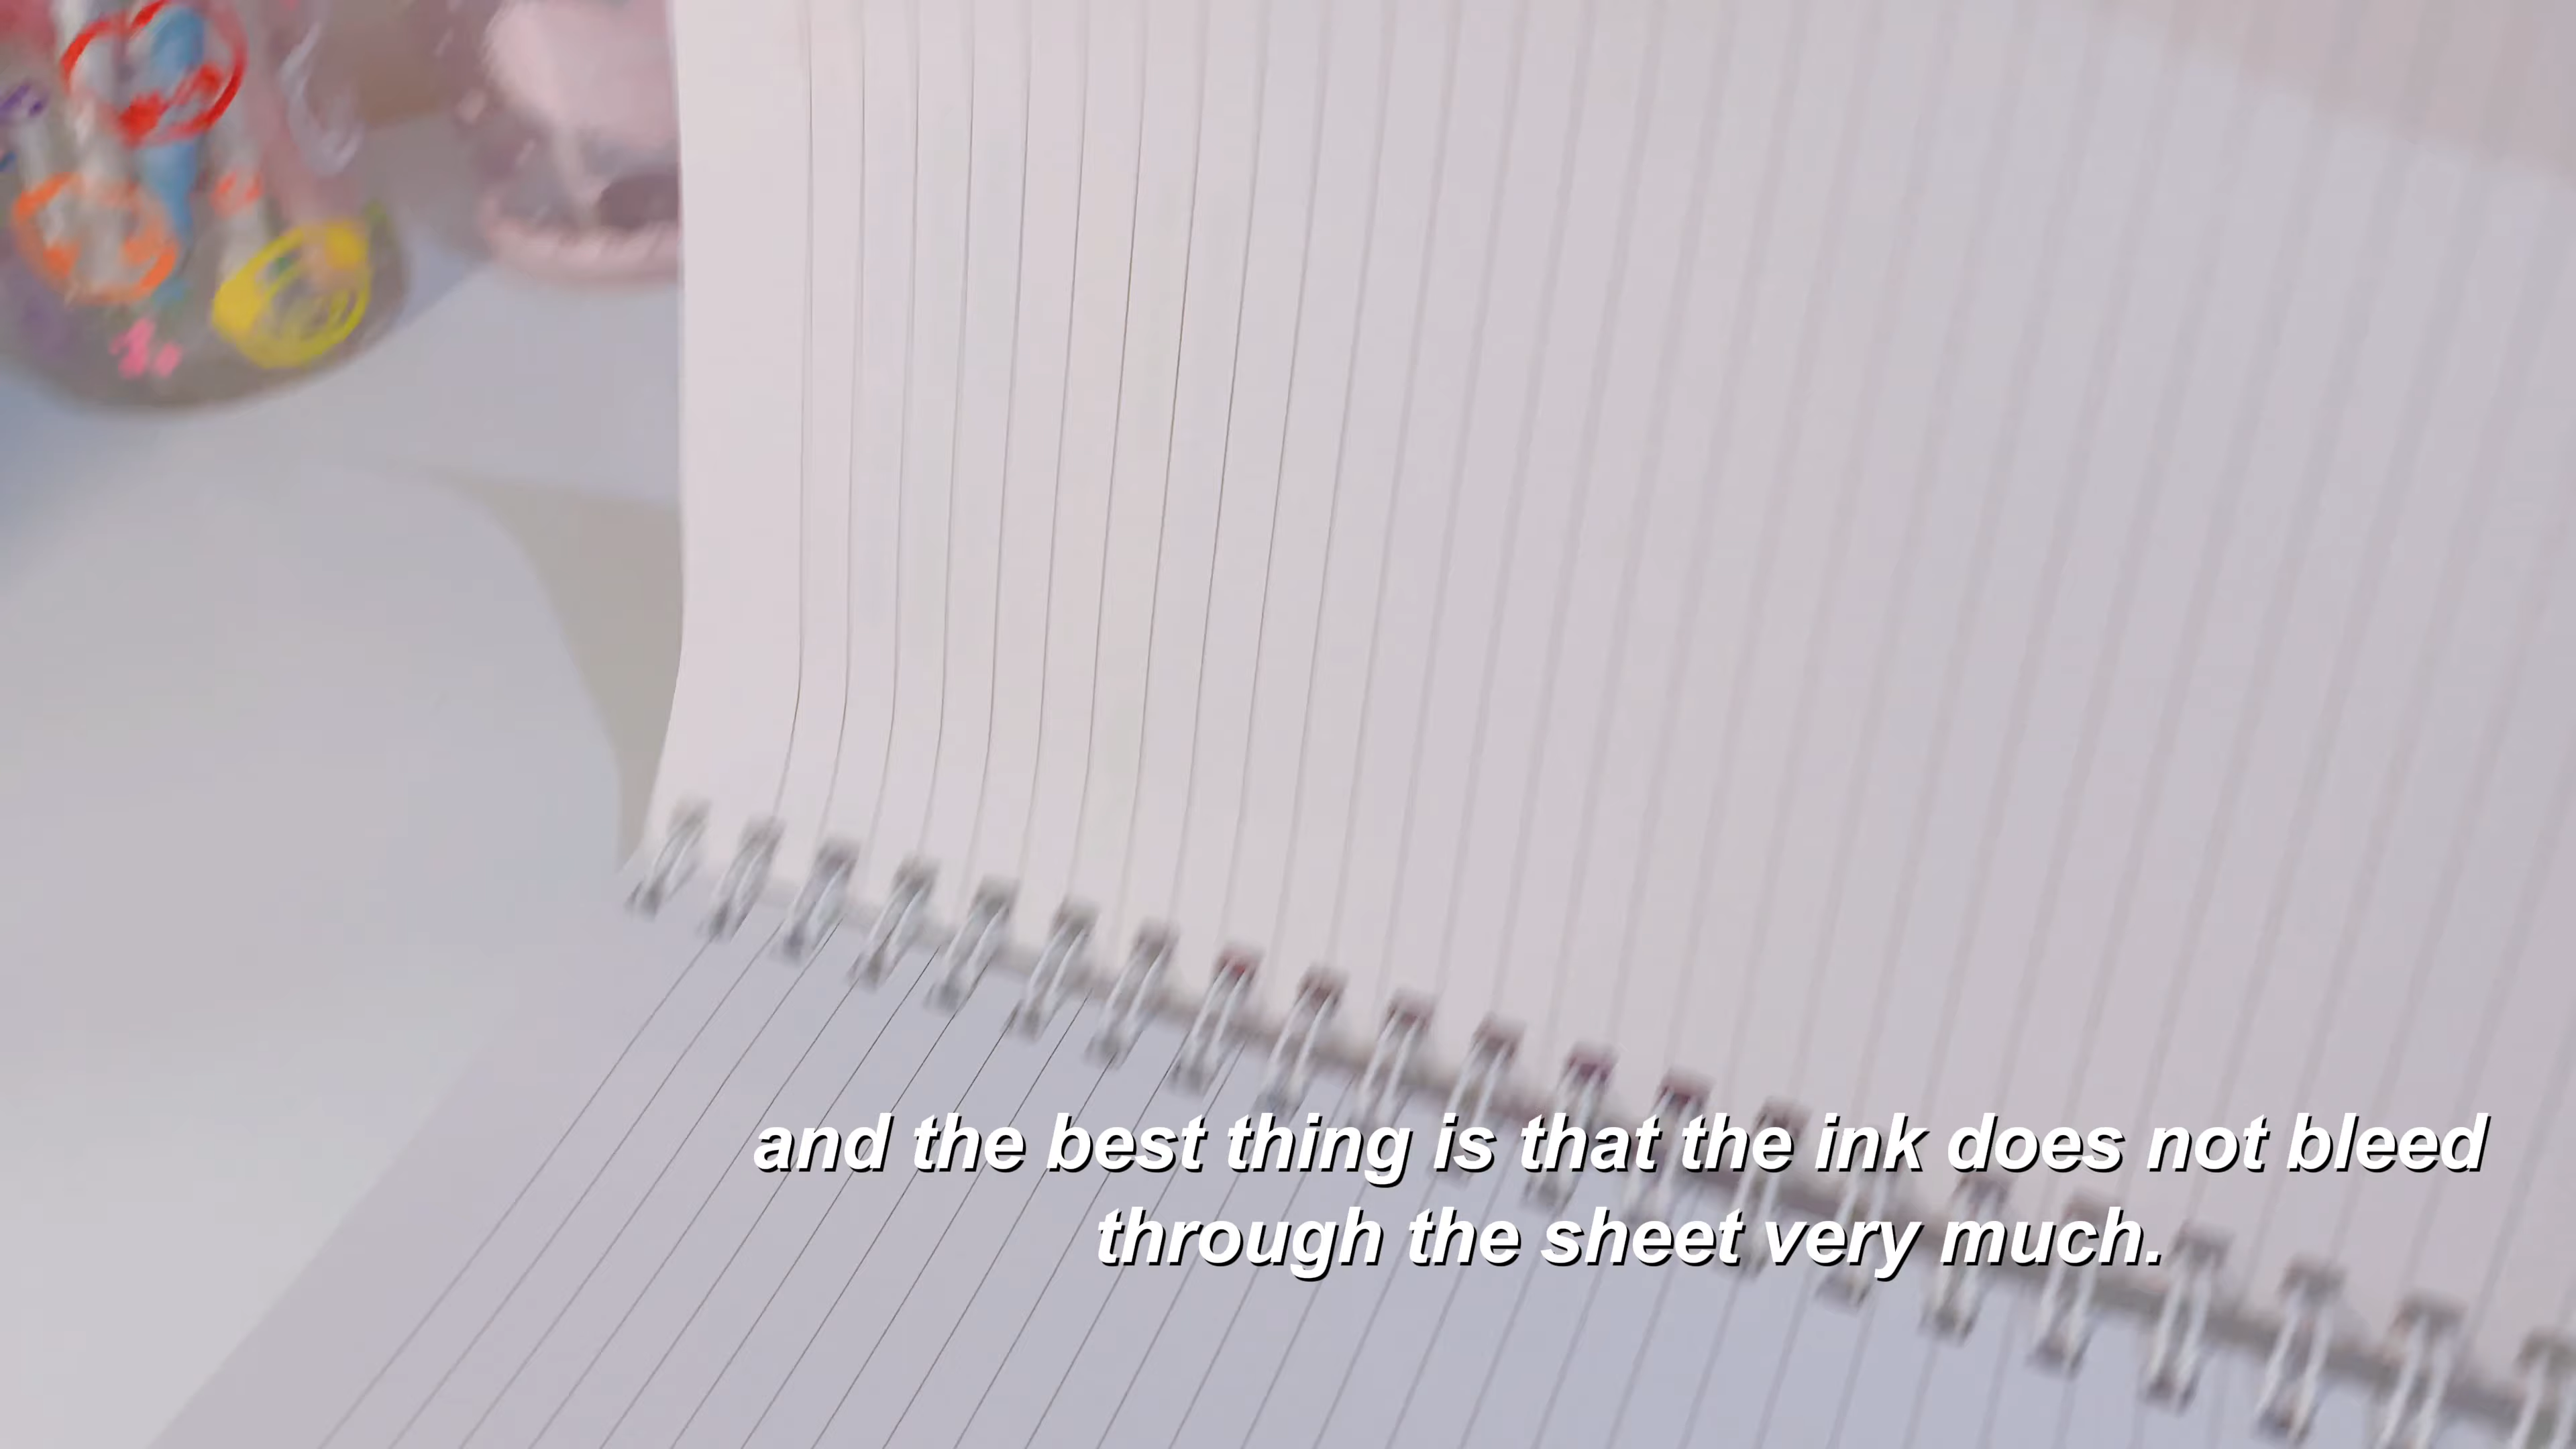 and the best thing is that the ink does not bleed
through the sheet very much.